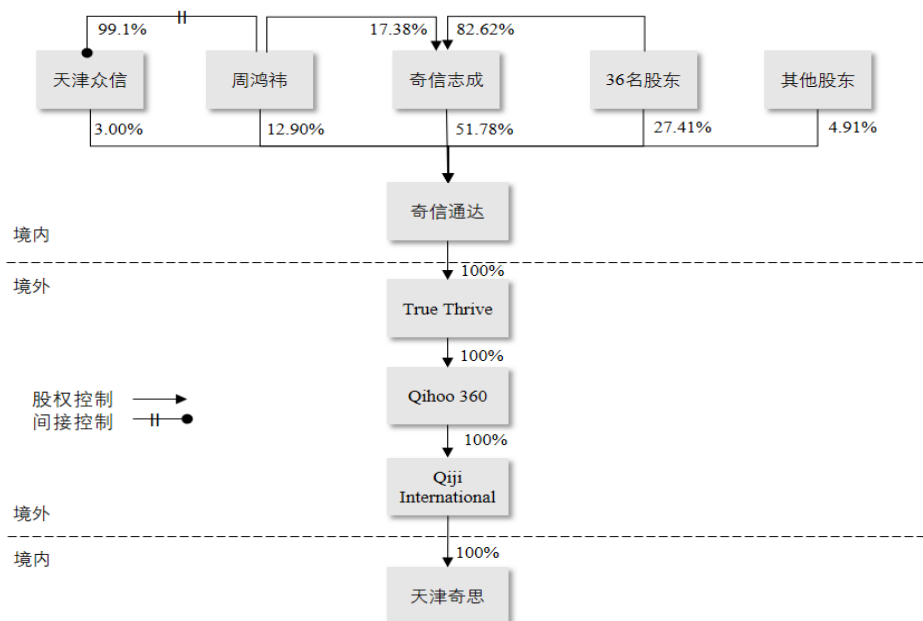 99.1%
17.38%
82.62%
天津众信
周鸿祎
奇信志成
36名股东
其他股东
3.00%
12.90%
51.78%
27.41%
4.91%
奇信通达
境内
100%
境外
True Thrive
100%
Qihoo 360
股权控制
间接控制
100%
Qiji
International
境外
100%
境内
天津奇思